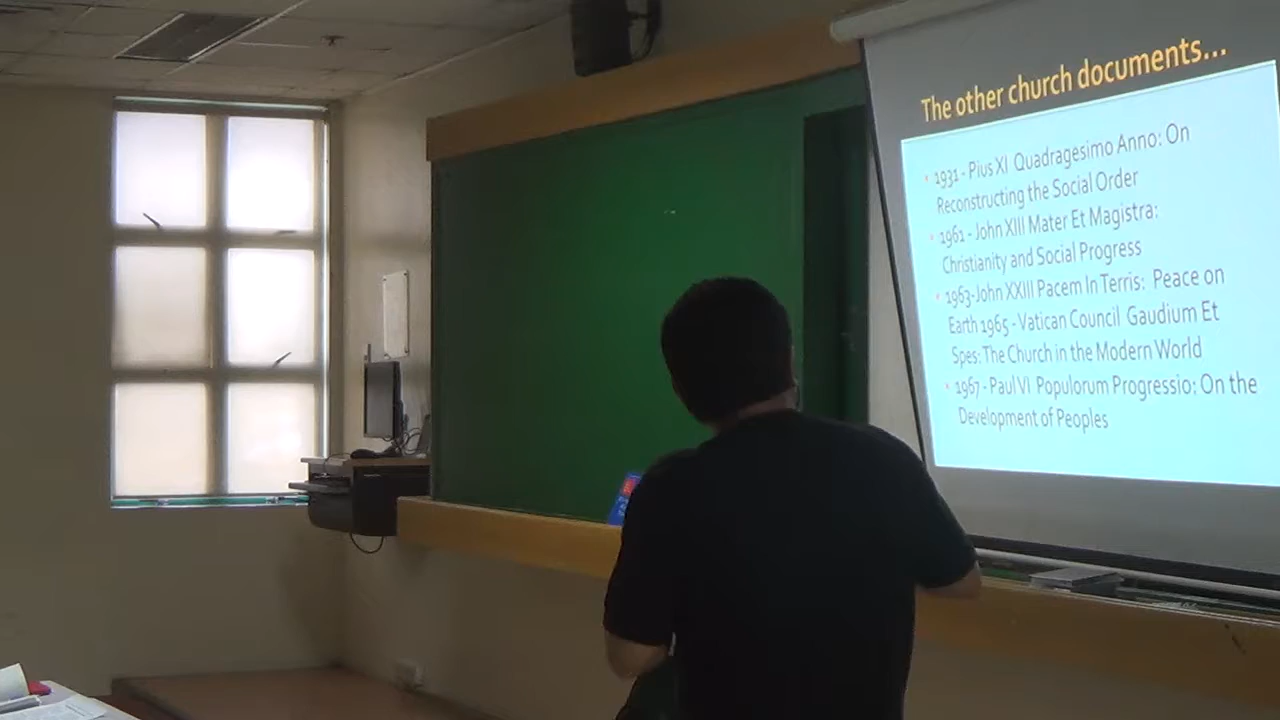 The other church documents...
1931 - Pius XI Quadragesimo Anno: On
Reconstructing the Social Order
1961 - John XIII Mater Et Magistra:
Christianity and Social Progress
1963-John XXIII Pacem In Terris: Peace on
Earth 1965 - Vatican Council Gaudium Et
Spes: The Church in the Modern World
1967 - Paul VI Populorum Progressio: On the
Development of Peoples